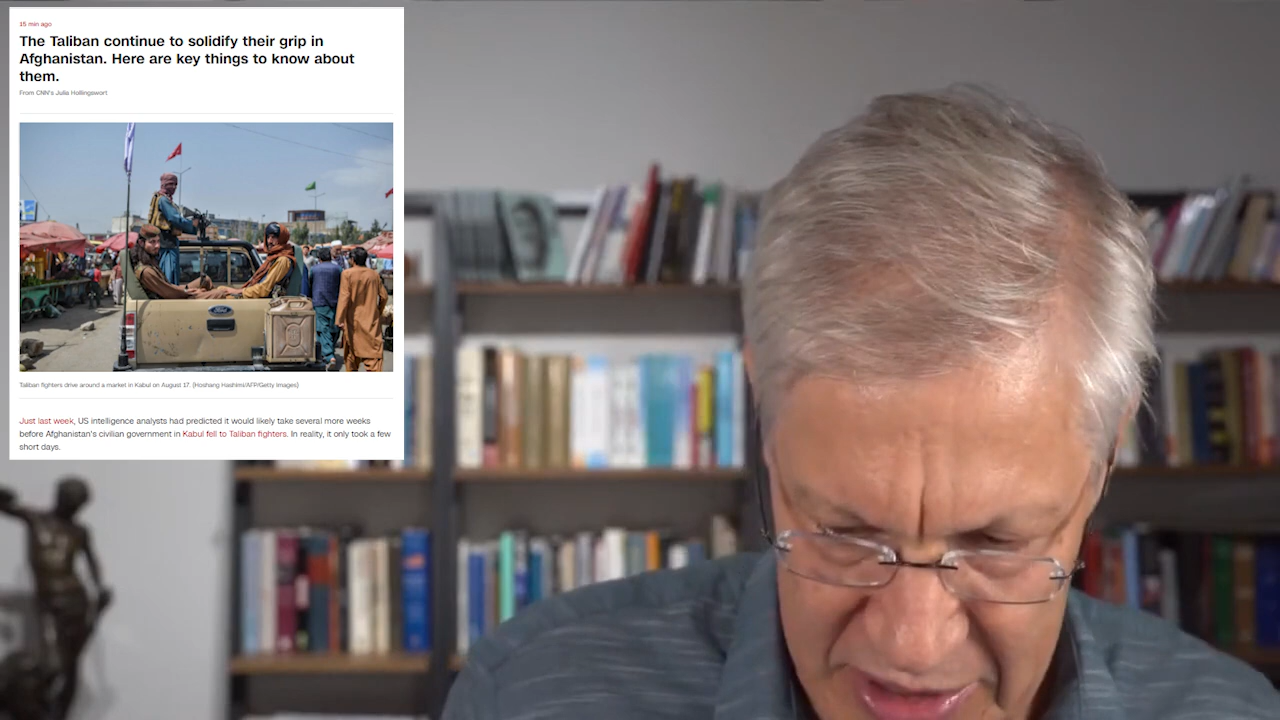 15 min ago
The Taliban continue to solidify their grip in
Afghanistan. Here are key things to know about
them.
From CNN's Julia Hollingswort
Ford
Taliban fighters drive around a market in Kabul on August 17. (Hoshang Hashimi/AFP/Getty Images)
Just last week, US intelligence analysts had predicted it would likely take several more weeks
before Afghanistan's civilian government in Kabul fell to Taliban fighters. In reality, it only took a few
short days.